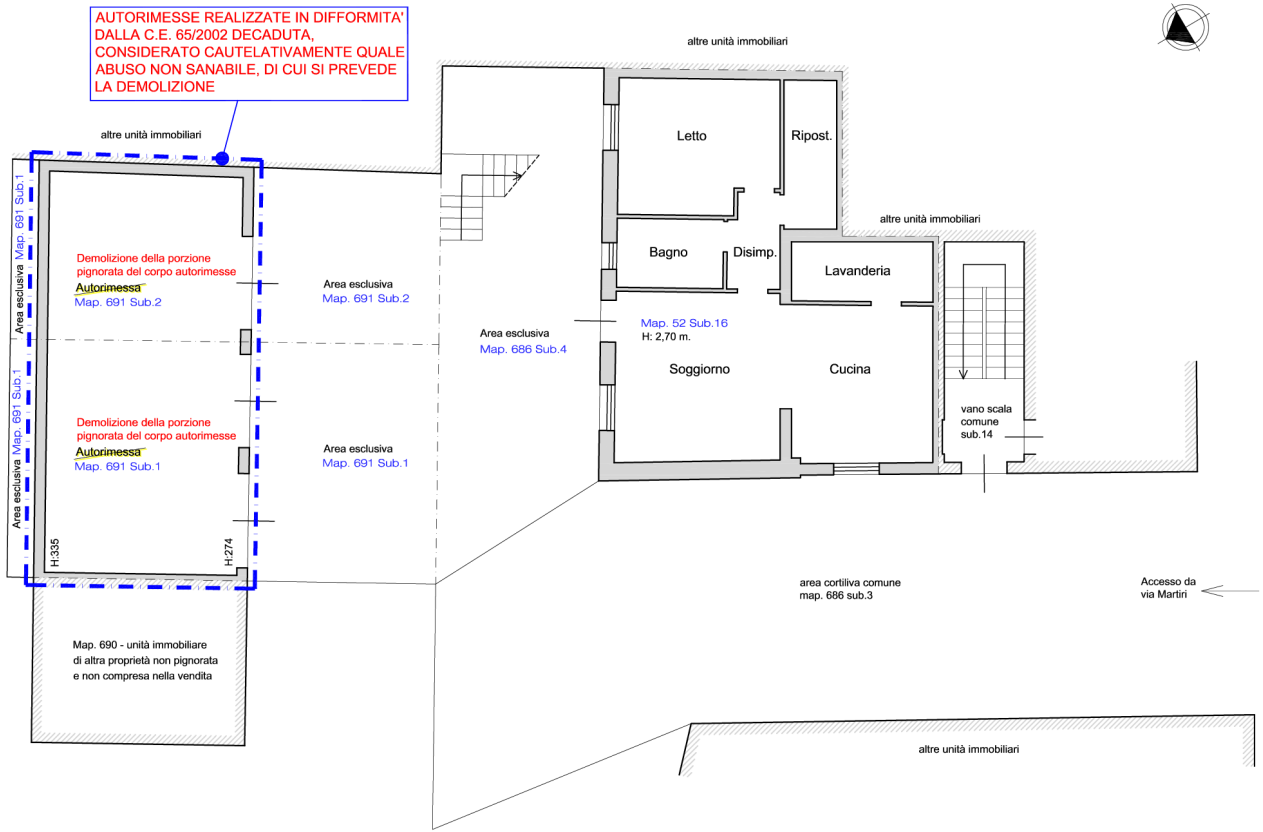 AUTORIMESSE REALIZZATE IN DIFFORMITA'
DALLA C.E. 65/2002 DECADUTA,
CONSIDERATO CAUTELATIVAMENTE QUALE
ABUSO NON SANABILE, DI CUI SI PREVEDE
LA DEMOLIZIONE
altre unità immobiliari
altre unità immobiliari
Letto
Ripost.
altre unità immobiliari
Area esclusiva Map. 691 Sub.1
Demolizione della porzione
pignorata del corpo autorimesse
Autorimessa
Map. 691 Sub.2
Area esclusiva
Map. 691 Sub.2
Area esclusiva
Map. 686 Sub.4
Bagno
Disimp.
Lavanderia
Map. 52 Sub.16
H: 2,70 m.
Soggiorno
Cucina
vano scala
comune
sub.14
Area esclusiva Map. 691 Sub.1
Demolizione della porzione
pignorata del corpo autorimesse
Autorimessa
Map. 691 Sub.1
Area esclusiva
Map. 691 Sub.1
H:335
H:274
area cortiliva comune
map. 686 sub.3
Accesso da
via Martiri
Map. 690 - unità immobiliare
di altra proprietà non pignorata
e non compresa nella vendita
altre unità immobiliari